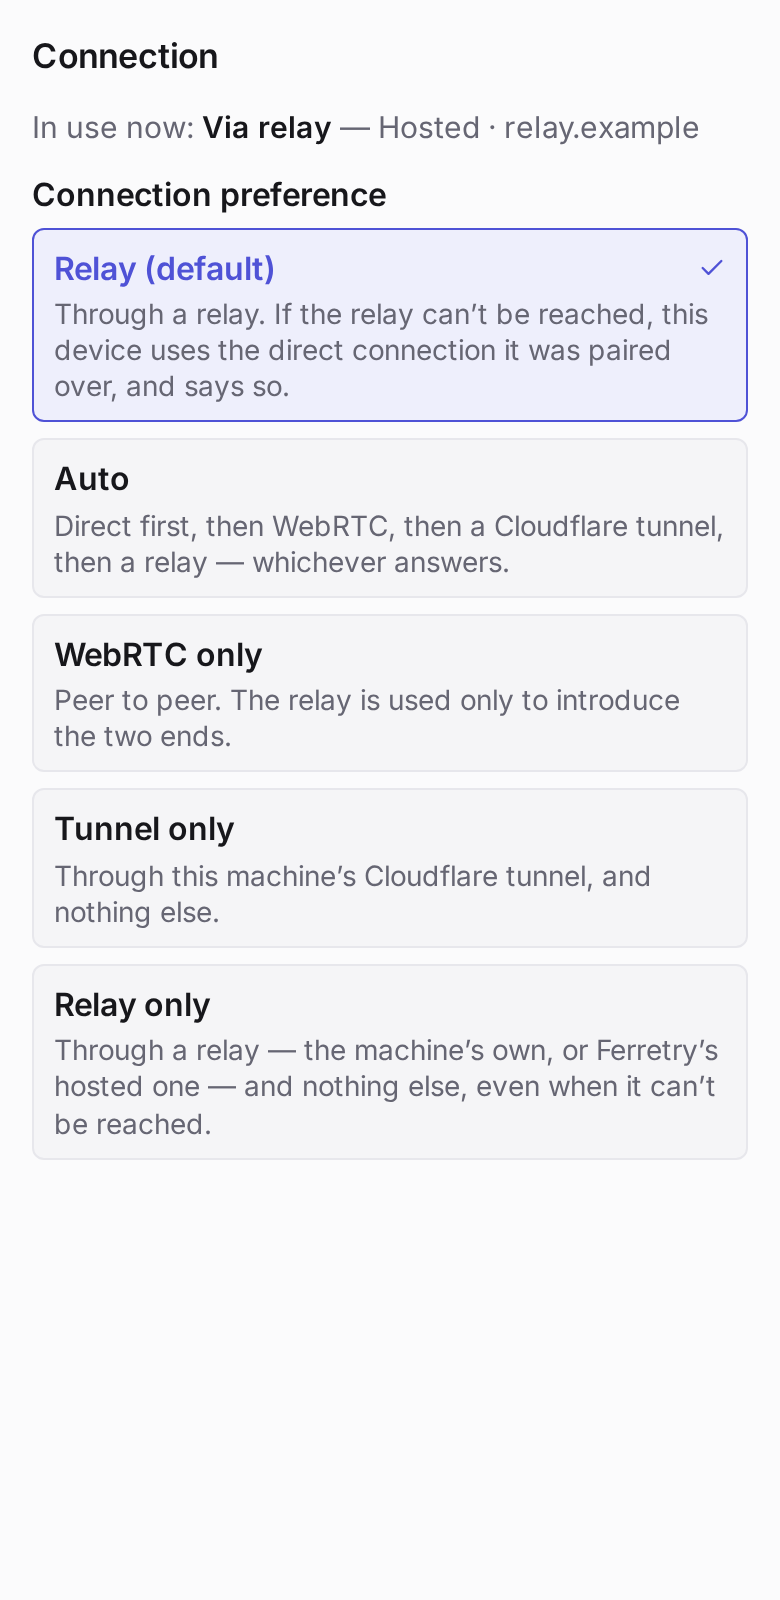 Connection
In use now: Via relay — Hosted · relay.example
Connection preference
Relay (default)
Through a relay. If the relay can’t be reached, this
device uses the direct connection it was paired
over, and says so.
Auto
Direct first, then WebRTC, then a Cloudflare tunnel,
then a relay — whichever answers.
WebRTC only
Peer to peer. The relay is used only to introduce
the two ends.
Tunnel only
Through this machine’s Cloudflare tunnel, and
nothing else.
Relay only
Through a relay — the machine’s own, or Ferretry’s
hosted one — and nothing else, even when it can’t
be reached.